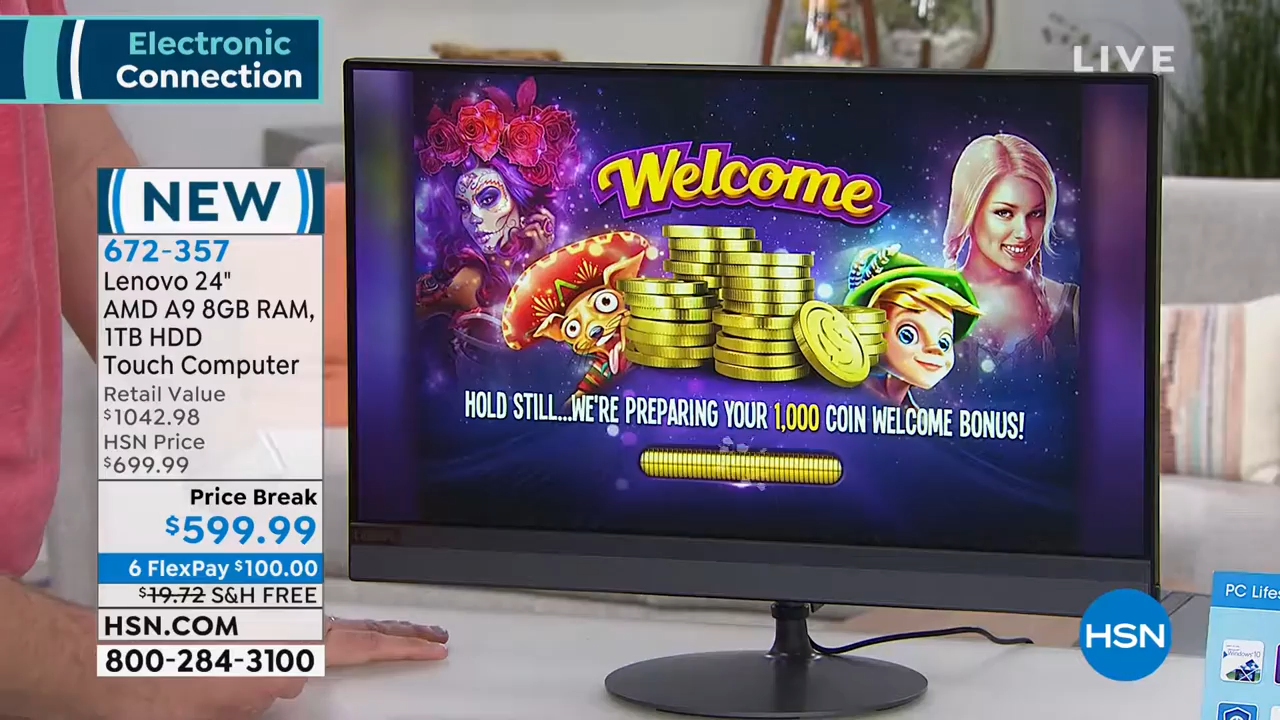 Electronic
Connection
LIVE
NEW
672-357
Lenovo 24"
AMD A9 8GB RAM,
1TB HDD
Touch Computer
Retail Value
$1042.98
HSN Price
$699.99
Price Break
$599.99
6 FlexPay $100.00
$19.72 S&H FREE
HSN.COM
800-284-3100
Welcome
HOLD STILL...WE'RE PREPARING YOUR 1,000 COIN WELCOME BONUS!
HSN
PC Lifes
Windows 10